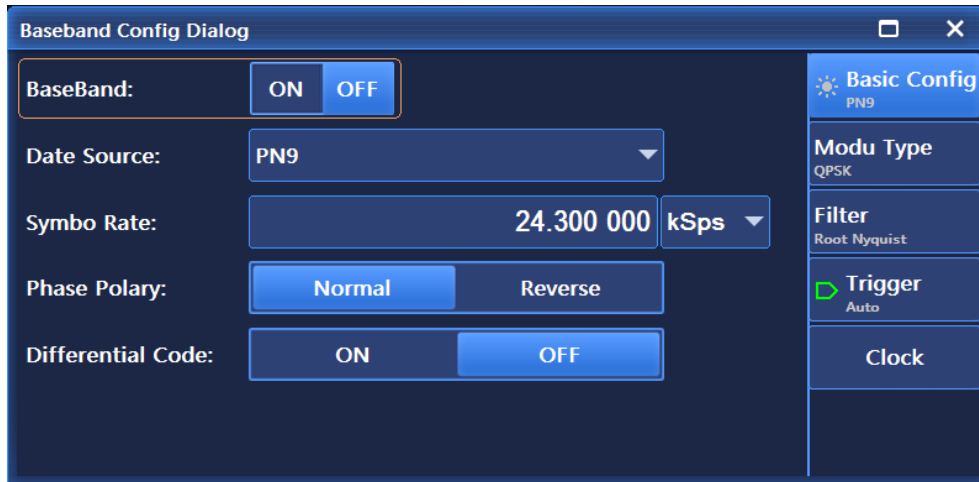 Baseband Config Dialog
BaseBand: ON OFF
Date Source: PN9
Symbo Rate: 24.300 000 kSps
Phase Polary: Normal Reverse
Differential Code: ON OFF
Basic Config
PN9
Modu Type
QPSK
Filter
Root Nyquist
Trigger
Auto
Clock